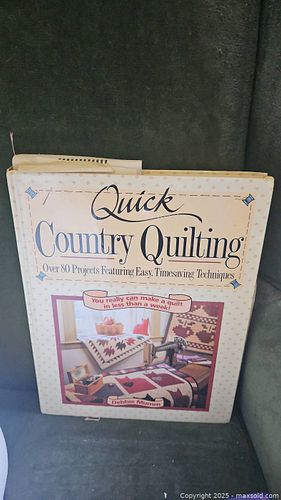 Quick
Country Quilting
Over 80 Projects Featuring Easy, Timesaving Techniques
You really can make a quilt
in less than a week!
Debbie Mumm
Copyright 2025 - maxsold.com